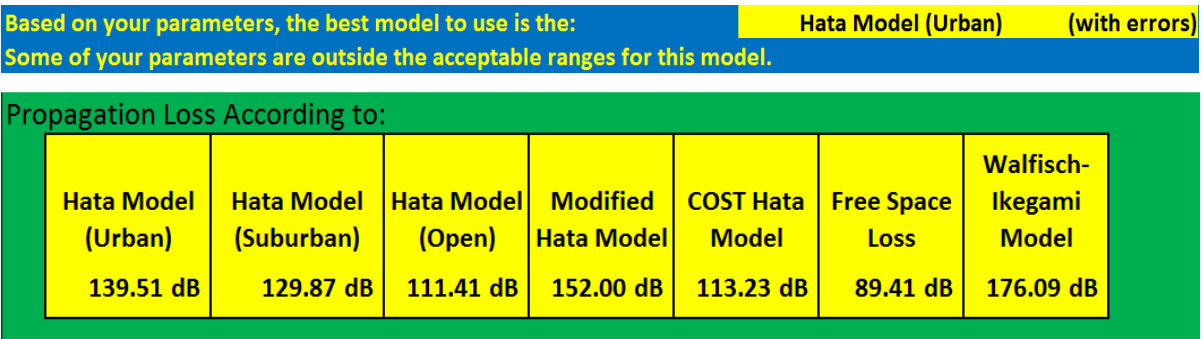 Based on your parameters, the best model to use is the: Hata Model (Urban) (with errors)
Some of your parameters are outside the acceptable ranges for this model.
Propagation Loss According to:
Walfisch-
Hata Model Hata Model Hata Model Modified COST Hata Free Space Ikegami
(Urban) (Suburban) (Open) Hata Model Model Loss Model
139.51 dB 129.87 dB 111.41 dB 152.00 dB 113.23 dB 89.41 dB 176.09 dB